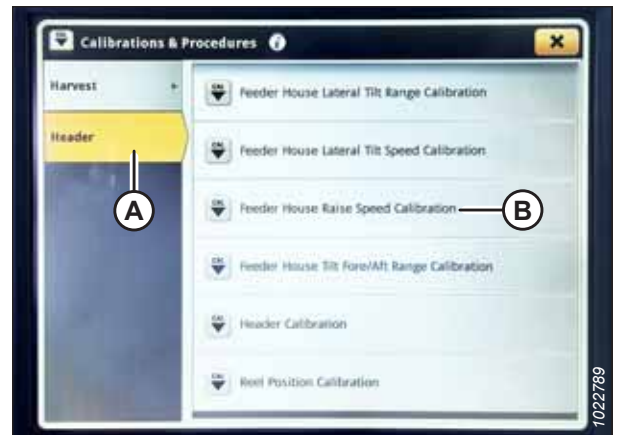 Calibrations & Procedures
Harvest
Header
Feeder House Lateral Tilt Range Calibration
Feeder House Lateral Tilt Speed Calibration
Feeder House Raise Speed Calibration
Feeder House Tilt Fore/Aft Range Calibration
Header Calibration
Reel Position Calibration
A
B
1022789